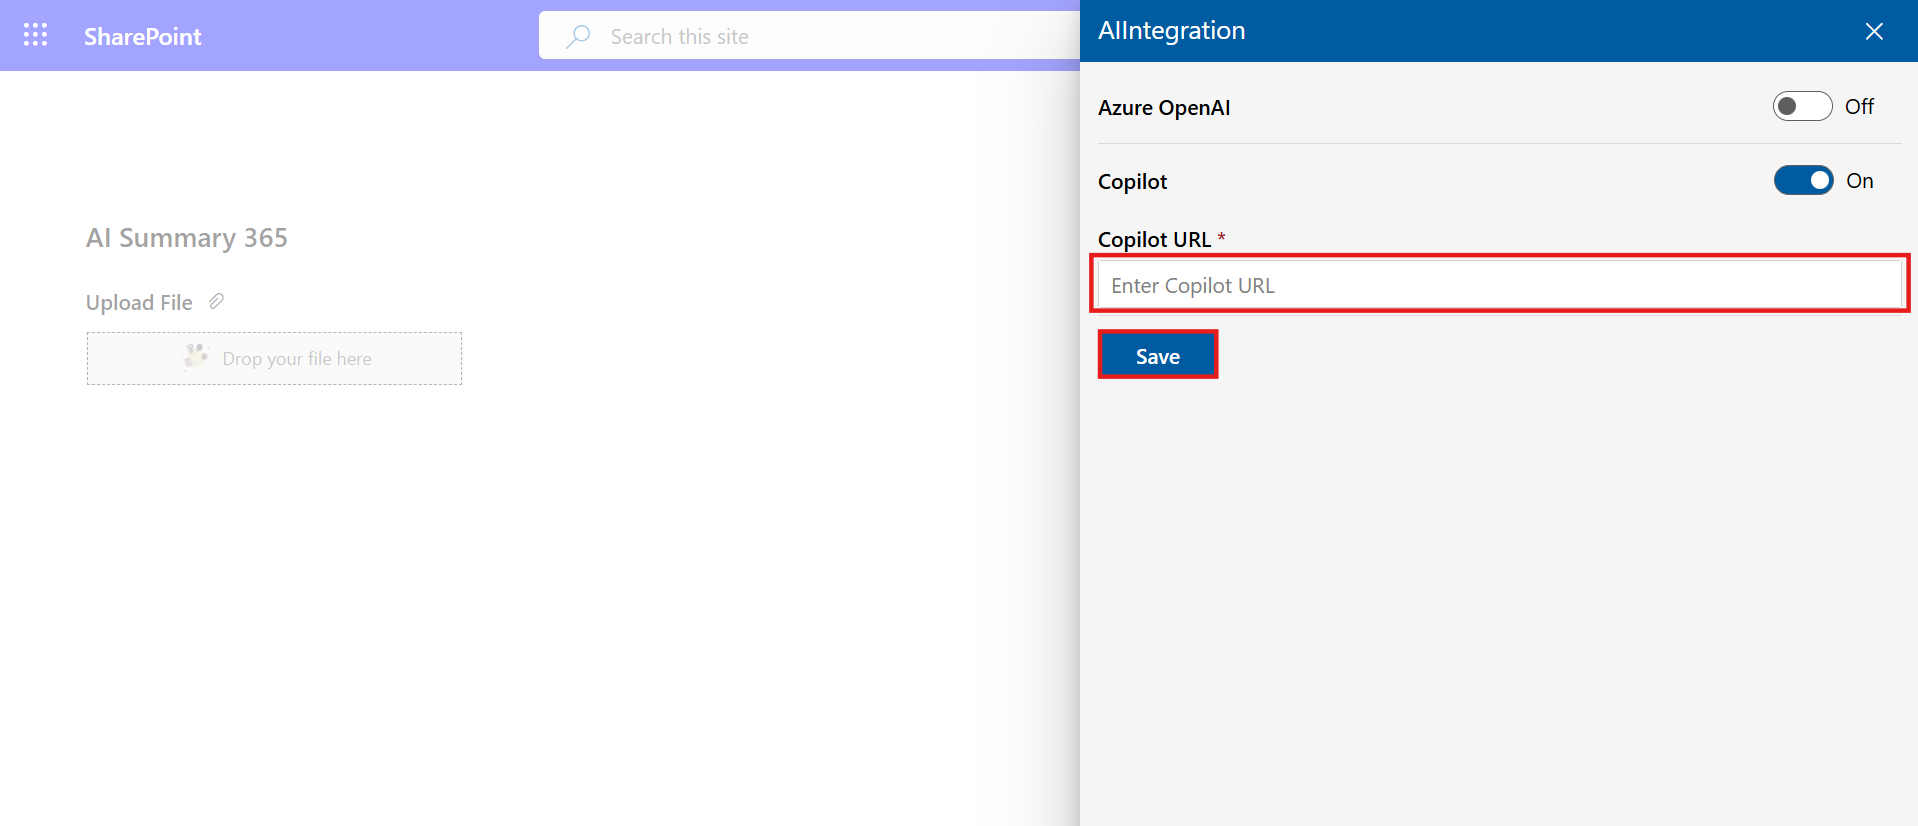 SharePoint
Search this site
AI Summary 365
Upload File
Drop your file here
AIIntegration
Azure OpenAI
Off
Copilot
On
Copilot URL *
Enter Copilot URL
Save